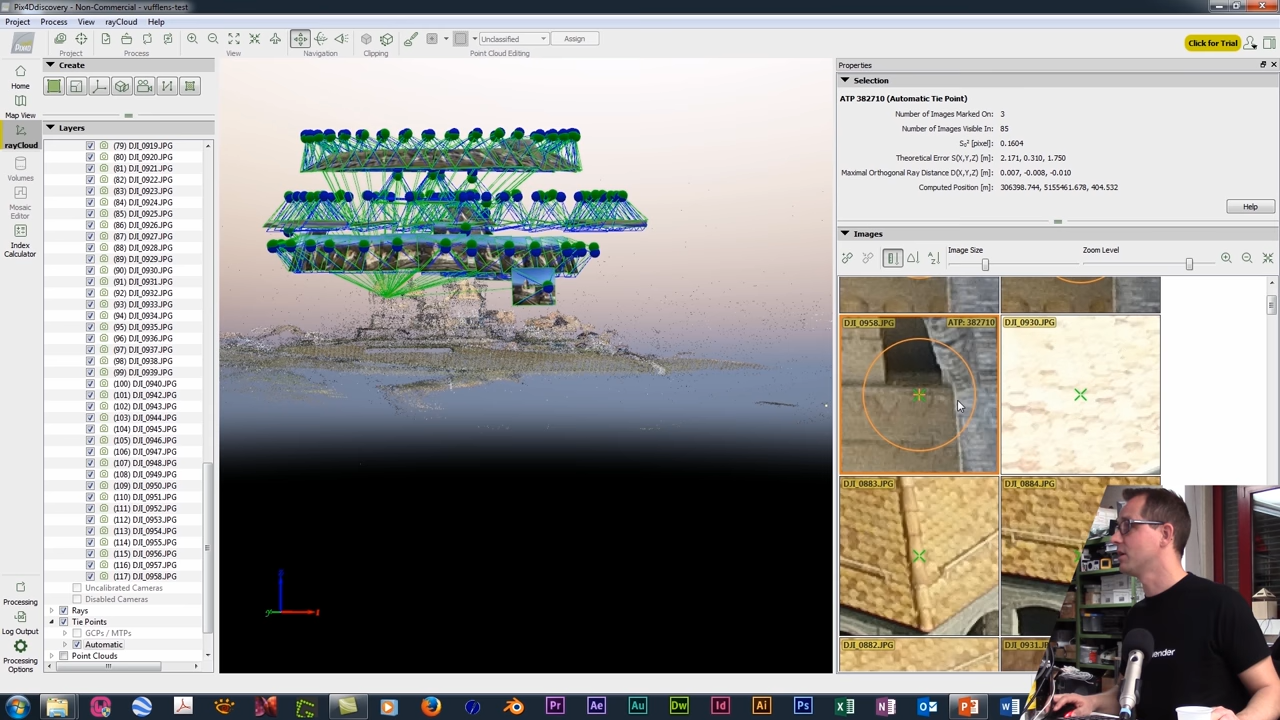 Pix4Ddiscovery - Non-Commercial - vufflens-test
Project Process View rayCloud Help
Unclassified Assign
Project Process View Navigation Clipping Point Cloud Editing
Click for Trial
Home
Map View
rayCloud
Volumes
Mosaic
Editor
Index
Calculator
Processing
Log Output
Processing
Options
Create
Layers
(79) DJI_0919.JPG
(80) DJI_0920.JPG
(81) DJI_0921.JPG
(82) DJI_0922.JPG
(83) DJI_0923.JPG
(84) DJI_0924.JPG
(85) DJI_0925.JPG
(86) DJI_0926.JPG
(87) DJI_0927.JPG
(88) DJI_0928.JPG
(89) DJI_0929.JPG
(90) DJI_0930.JPG
(91) DJI_0931.JPG
(92) DJI_0932.JPG
(93) DJI_0933.JPG
(94) DJI_0934.JPG
(95) DJI_0935.JPG
(96) DJI_0936.JPG
(97) DJI_0937.JPG
(98) DJI_0938.JPG
(99) DJI_0939.JPG
(100) DJI_0940.JPG
(101) DJI_0942.JPG
(102) DJI_0943.JPG
(103) DJI_0944.JPG
(104) DJI_0945.JPG
(105) DJI_0946.JPG
(106) DJI_0947.JPG
(107) DJI_0948.JPG
(108) DJI_0949.JPG
(109) DJI_0950.JPG
(110) DJI_0951.JPG
(111) DJI_0952.JPG
(112) DJI_0953.JPG
(113) DJI_0954.JPG
(114) DJI_0955.JPG
(115) DJI_0956.JPG
(116) DJI_0957.JPG
(117) DJI_0958.JPG
Uncalibrated Cameras
Disabled Cameras
Rays
Tie Points
GCPs / MTPs
Automatic
Point Clouds
Properties
Selection
ATP 382710 (Automatic Tie Point)
Number of Images Marked On: 3
Number of Images Visible In: 85
S₀² [pixel]: 0.1604
Theoretical Error S(X,Y,Z) [m]: 2.171, 0.310, 1.750
Maximal Orthogonal Ray Distance D(X,Y,Z) [m]: 0.007, -0.008, -0.010
Computed Position [m]: 306398.744, 5155461.678, 404.532
Help
Images
Image Size Zoom Level
DJI_0958.JPG ATP: 382710 DJI_0930.JPG
DJI_0883.JPG DJI_0884.JPG
DJI_0882.JPG DJI_0931.JPG
Pr Ae Au Dw Id Ai Ps